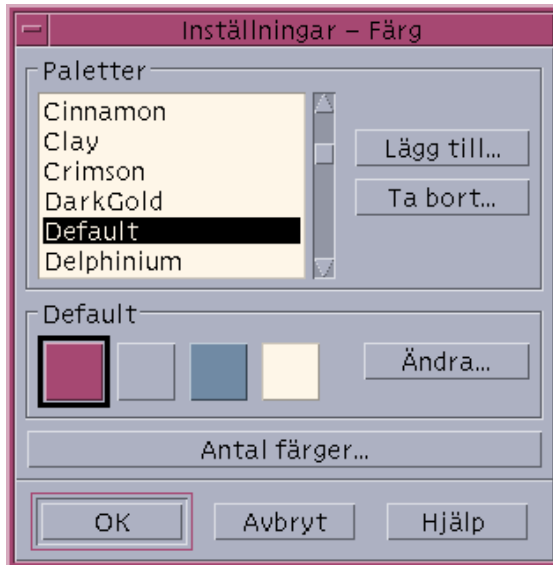 Inställningar – Färg
Paletter
Cinnamon
Clay
Crimson
DarkGold
Default
Delphinium
Lägg till...
Ta bort...
Default
Ändra...
Antal färger...
OK
Avbryt
Hjälp